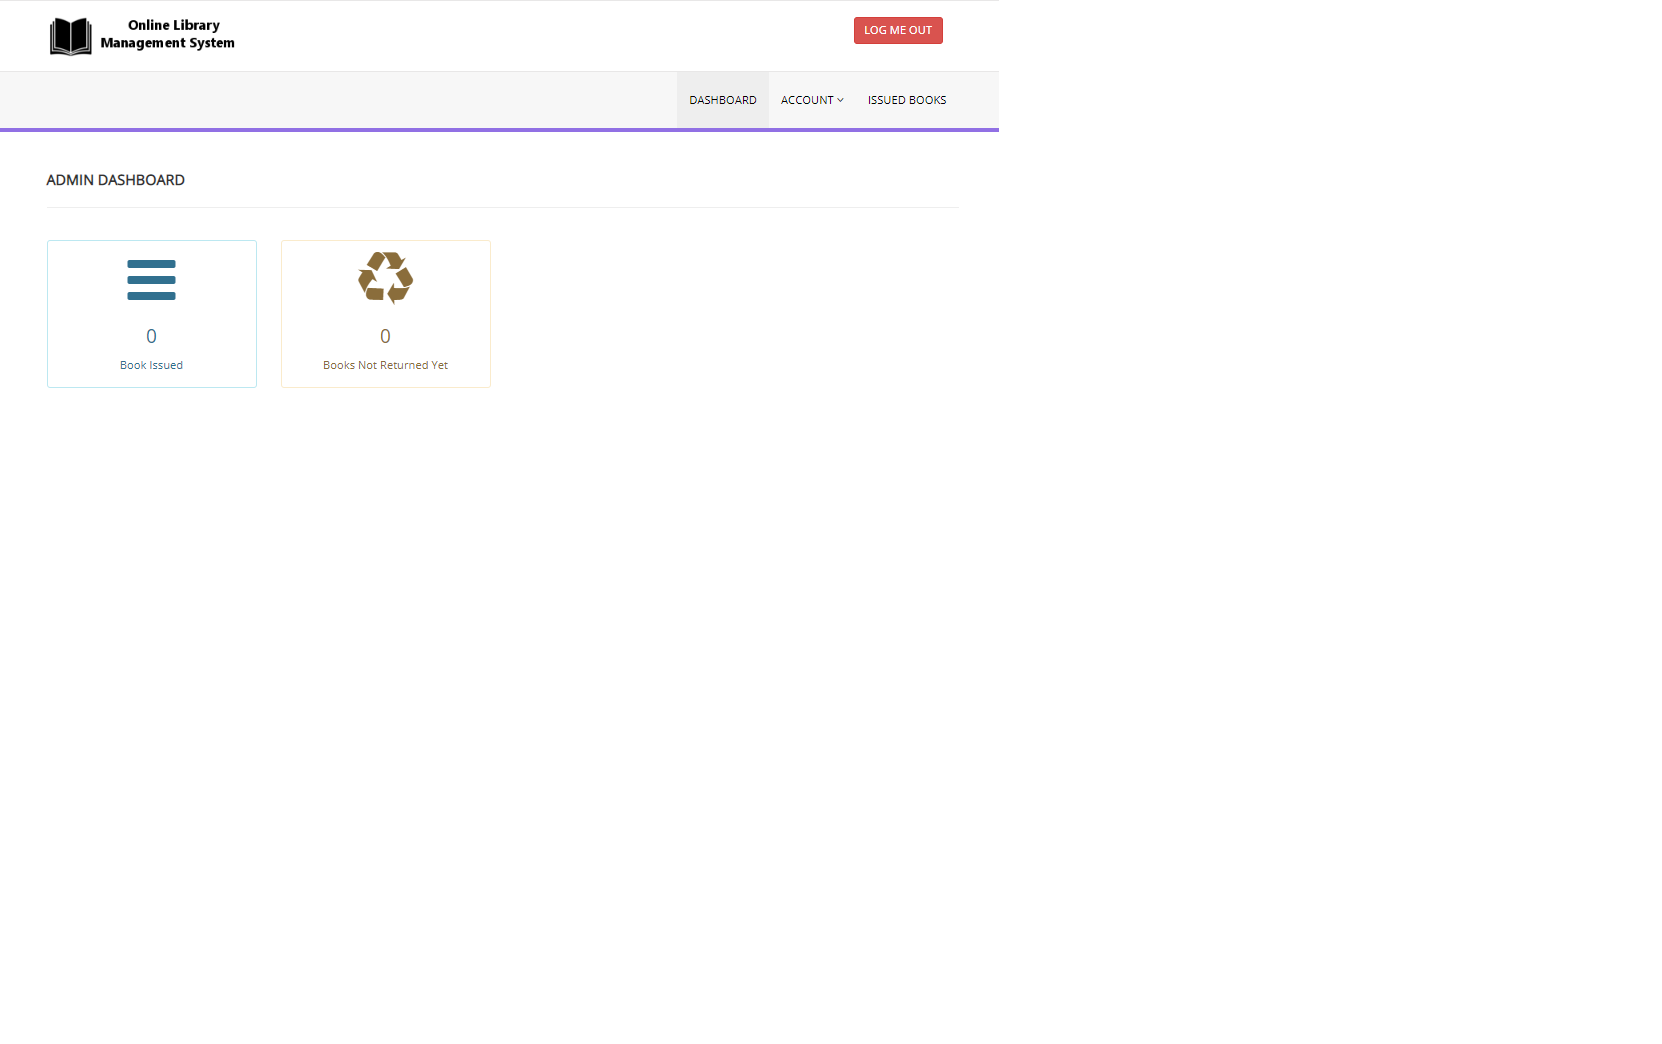 Online Library
Management System
LOG ME OUT
DASHBOARD ACCOUNT ISSUED BOOKS
ADMIN DASHBOARD
0
Book Issued
0
Books Not Returned Yet